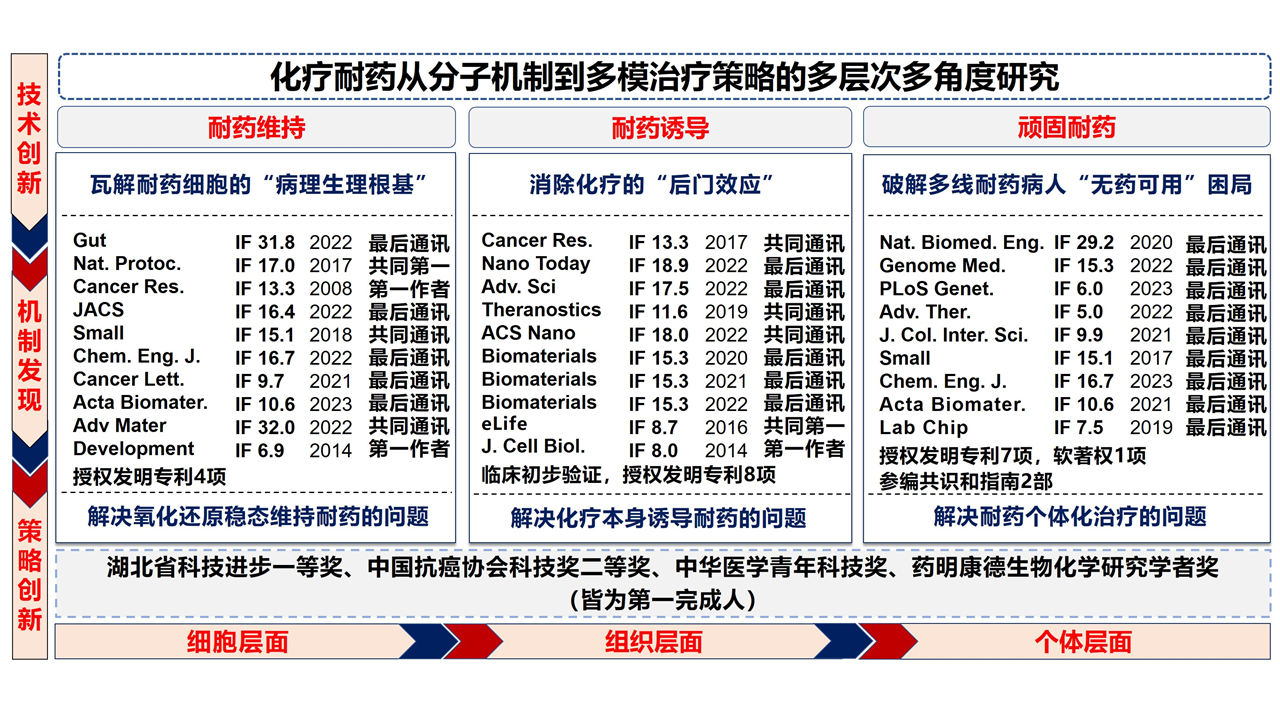 化疗耐药从分子机制到多模治疗策略的多层次多角度研究
技术创新
机制发现
策略创新
耐药维持
瓦解耐药细胞的“病理生理根基”
Gut IF 31.8 2022 最后通讯
Nat. Protoc. IF 17.0 2017 共同第一
Cancer Res. IF 13.3 2008 第一作者
JACS IF 16.4 2022 最后通讯
Small IF 15.1 2018 共同通讯
Chem. Eng. J. IF 16.7 2022 最后通讯
Cancer Lett. IF 9.7 2021 最后通讯
Acta Biomater. IF 10.6 2023 最后通讯
Adv Mater IF 32.0 2022 共同通讯
Development IF 6.9 2014 第一作者
授权发明专利4项
解决氧化还原稳态维持耐药的问题
耐药诱导
消除化疗的“后门效应”
Cancer Res. IF 13.3 2017 共同通讯
Nano Today IF 18.9 2022 最后通讯
Adv. Sci IF 17.5 2022 最后通讯
Theranostics IF 11.6 2019 共同通讯
ACS Nano IF 18.0 2022 共同通讯
Biomaterials IF 15.3 2020 最后通讯
Biomaterials IF 15.3 2021 最后通讯
Biomaterials IF 15.3 2022 最后通讯
eLife IF 8.7 2016 共同第一
J. Cell Biol. IF 8.0 2014 第一作者
临床初步验证，授权发明专利8项
解决化疗本身诱导耐药的问题
顽固耐药
破解多线耐药病人“无药可用”困局
Nat. Biomed. Eng. IF 29.2 2020 最后通讯
Genome Med. IF 15.3 2022 最后通讯
PLoS Genet. IF 6.0 2023 最后通讯
Adv. Ther. IF 5.0 2022 最后通讯
J. Col. Inter. Sci. IF 9.9 2021 最后通讯
Small IF 15.1 2017 最后通讯
Chem. Eng. J. IF 16.7 2023 最后通讯
Acta Biomater. IF 10.6 2021 最后通讯
Lab Chip IF 7.5 2019 最后通讯
授权发明专利7项，软著权1项
参编共识和指南2部
解决耐药个体化治疗的问题
湖北省科技进步一等奖、中国抗癌协会科技奖二等奖、中华医学青年科技奖、药明康德生物化学研究学者奖
（皆为第一完成人）
细胞层面
组织层面
个体层面